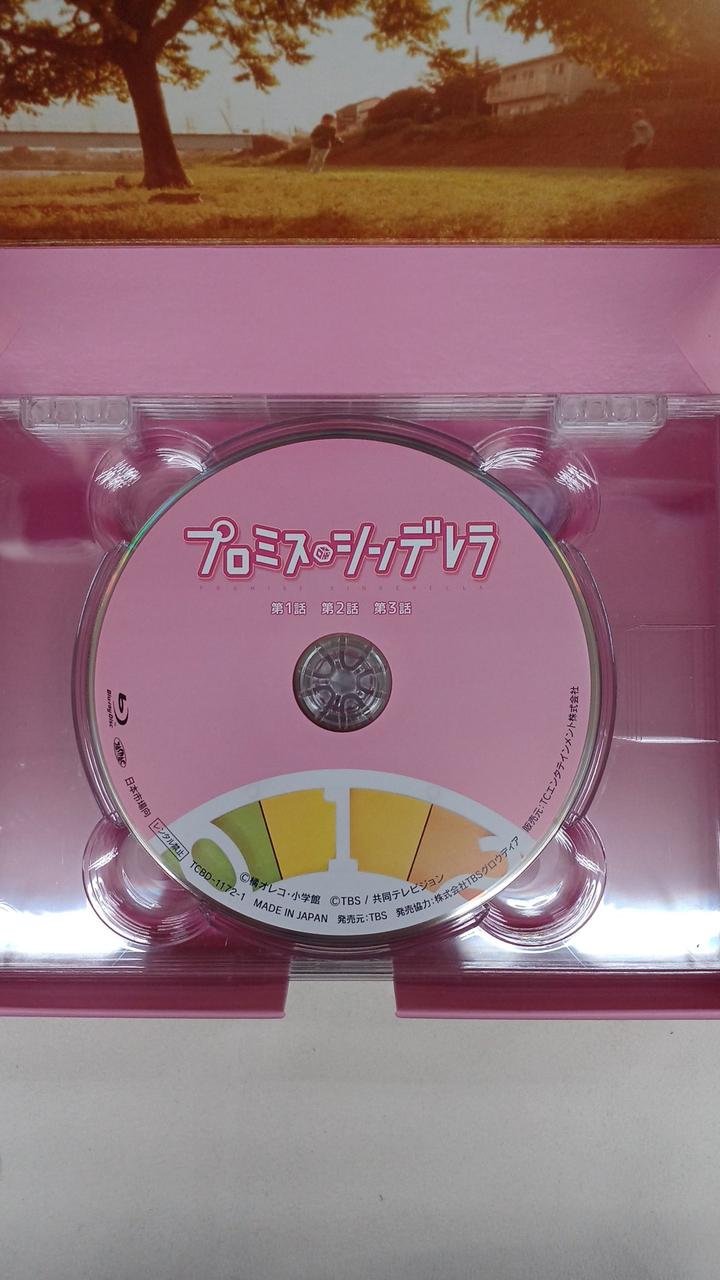 プロミス・シンデレラ
PROMISE CINDERELLA
第1話 第2話 第3話
Blu-ray Disc
日本市場向
レンタル禁止
TCBD-1172-1
©橘オレコ・小学館 ©TBS / 共同テレビジョン
MADE IN JAPAN 発売元:TBS 発売協力:株式会社TBSグロウディア 販売元:TCエンタテインメント株式会社
1